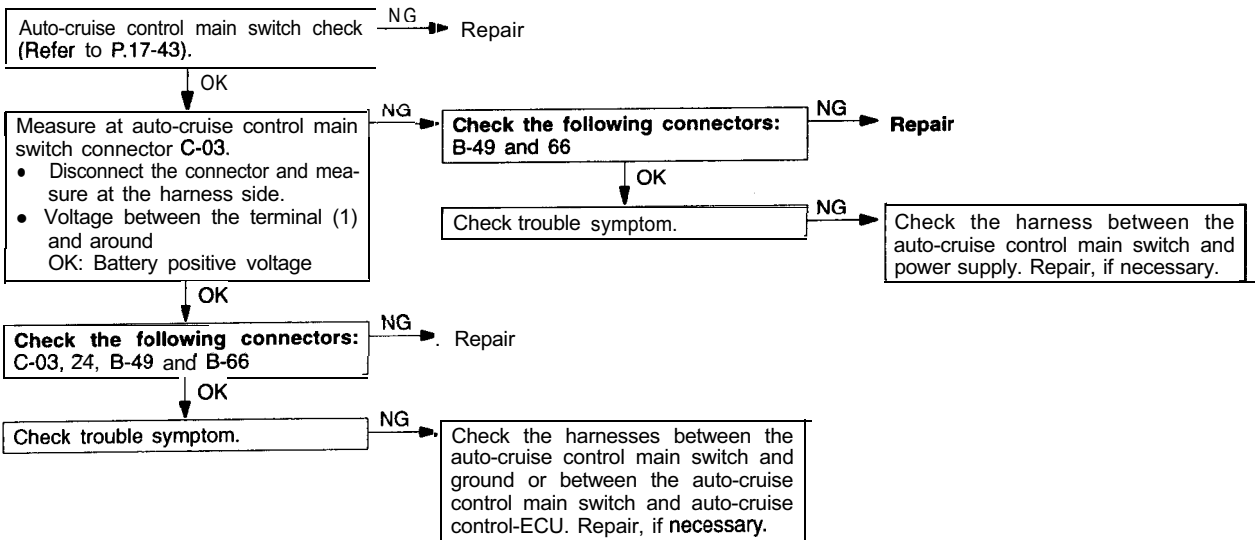 Auto-cruise control main switch check
(Refer to P.17-43).
NG
Repair
OK
Measure at auto-cruise control main
switch connector C-03.
• Disconnect the connector and mea-
sure at the harness side.
• Voltage between the terminal (1)
and around
OK: Battery positive voltage
NG
Check the following connectors:
B-49 and 66
NG
Repair
OK
Check trouble symptom.
NG
Check the harness between the
auto-cruise control main switch and
power supply. Repair, if necessary.
OK
Check the following connectors:
C-03, 24, B-49 and B-66
NG
. Repair
OK
Check trouble symptom.
NG
Check the harnesses between the
auto-cruise control main switch and
ground or between the auto-cruise
control main switch and auto-cruise
control-ECU. Repair, if necessary.